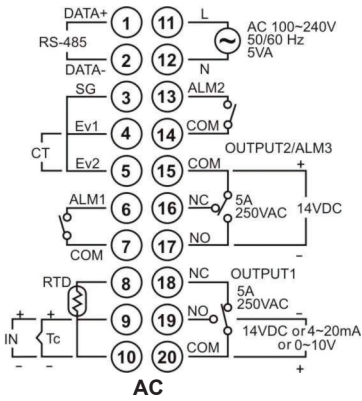 DATA+ 1 11 L AC 100~240V
RS-485 50/60 Hz
5VA
DATA- 2 12 N
SG 3 13 ALM2
Ev1 4 14 COM
CT
OUTPUT2/ALM3
Ev2 5 15 COM +
ALM1 6 16 NC 5A 14VDC
250VAC
COM 7 17 NO −
RTD 8 18 NC OUTPUT1
5A
250VAC
+ + 9 19 NO −
IN Tc 14VDC or 4~20mA
or 0~10V
− − 10 20 COM +
AC